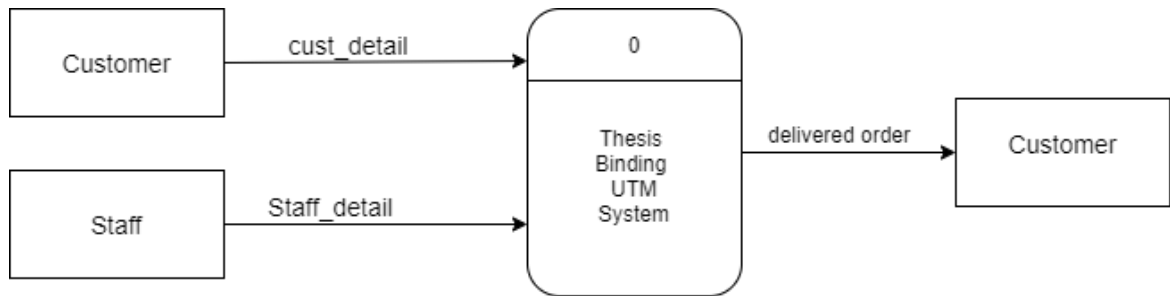 Customer
cust_detail
0
Thesis
Binding
UTM
System
delivered order
Customer
Staff
Staff_detail